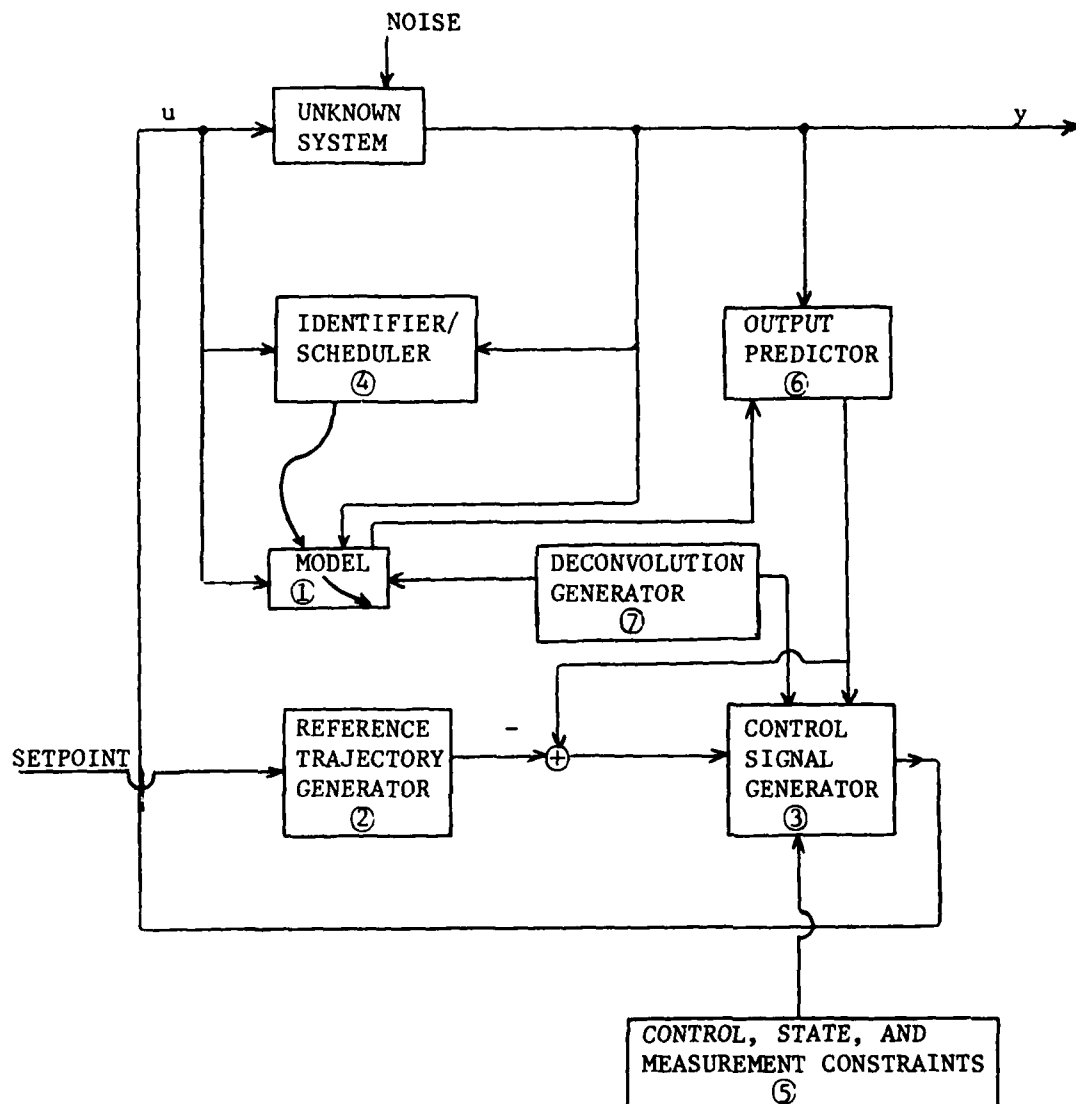 NOISE
u
UNKNOWN
SYSTEM
y
IDENTIFIER/
SCHEDULER
④
OUTPUT
PREDICTOR
⑥
MODEL
①
DECONVOLUTION
GENERATOR
⑦
SETPOINT
REFERENCE
TRAJECTORY
GENERATOR
②
-
+
CONTROL
SIGNAL
GENERATOR
③
CONTROL, STATE, AND
MEASUREMENT CONSTRAINTS
⑤